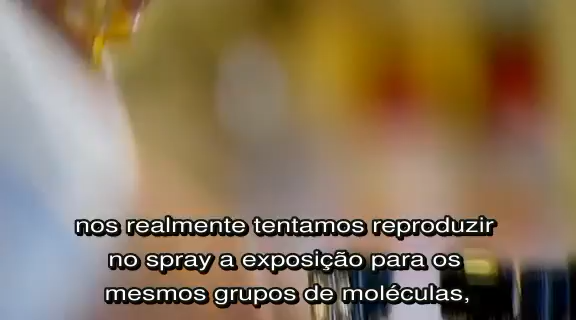 nos realmente tentamos reproduzir
no spray a exposição para os
mesmos grupos de moléculas,